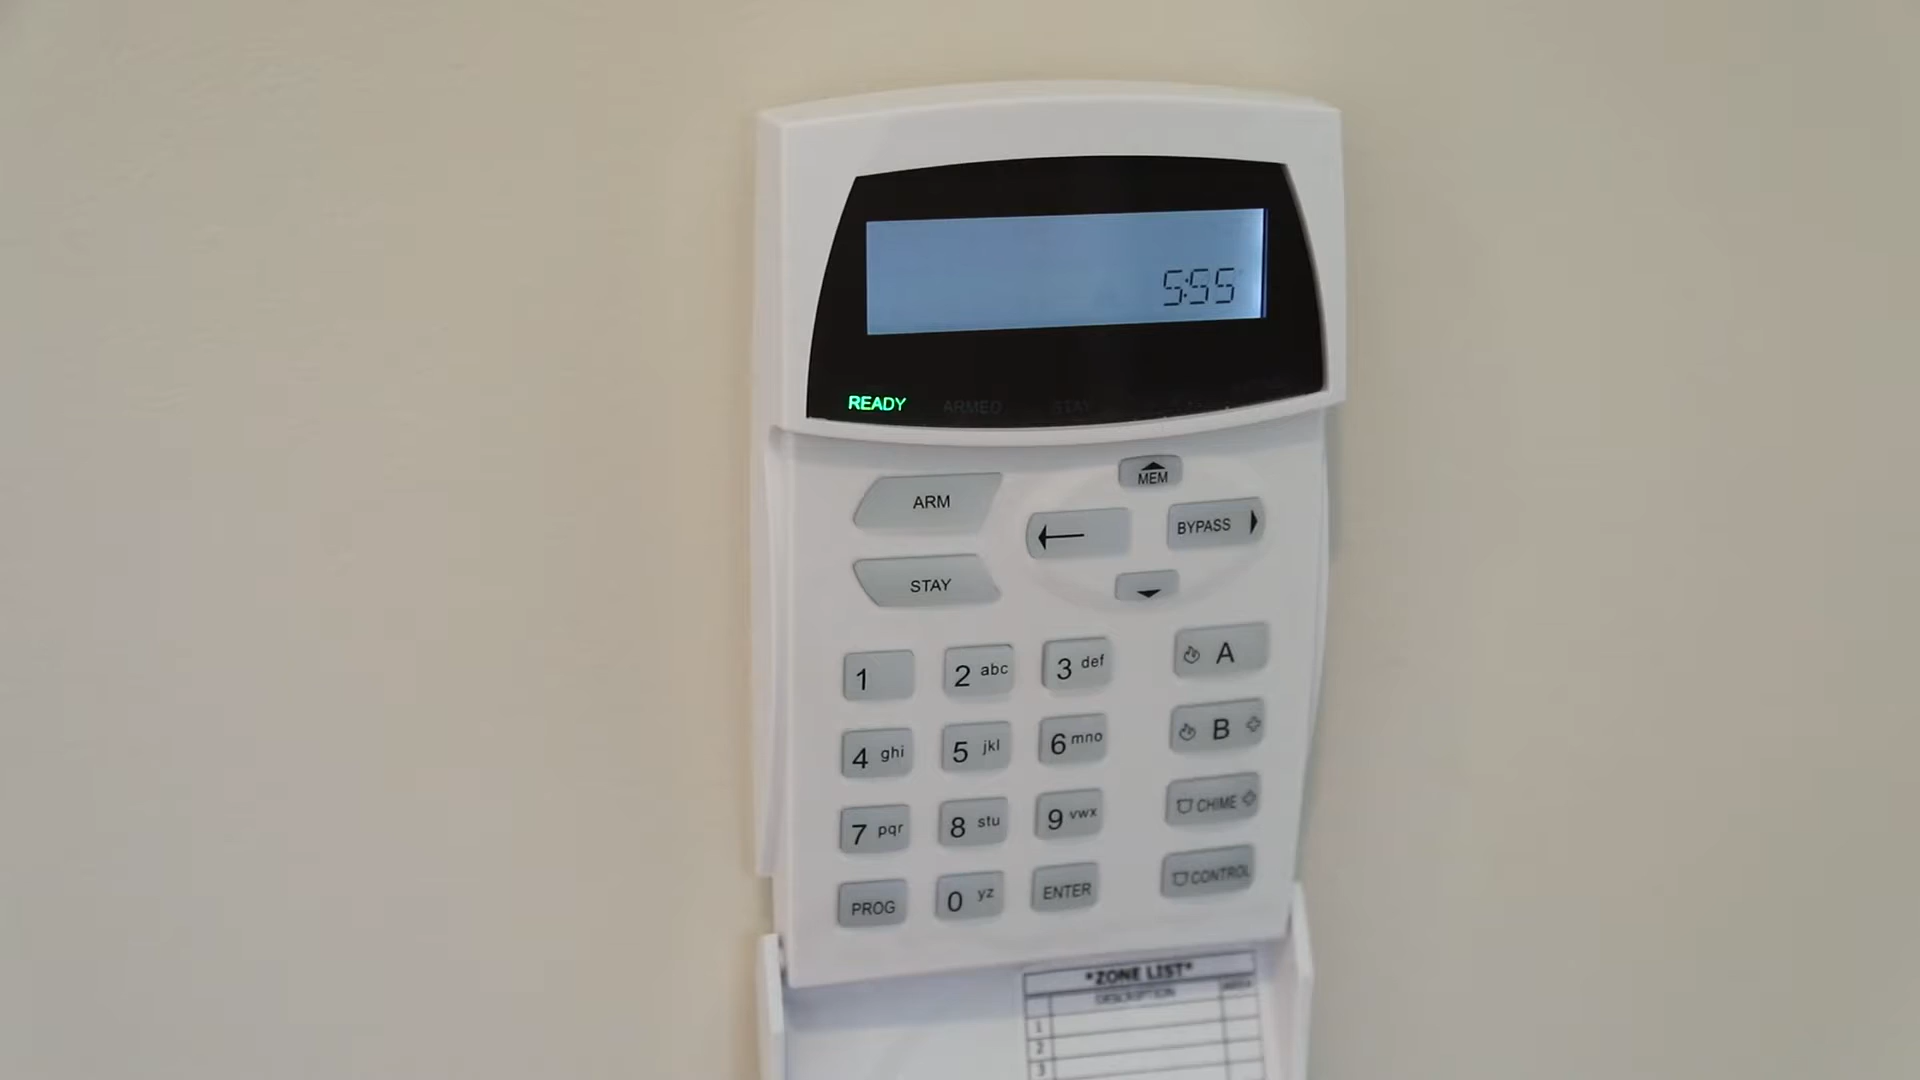 5:55
READY ARMED STAY
MEM
ARM
BYPASS
STAY
1 2 abc 3 def A
4 ghi 5 jkl 6 mno B
7 pqr 8 stu 9 vwx CHIME
PROG 0 yz ENTER CONTROL
*ZONE LIST*
DESCRIPTION
1
2
3